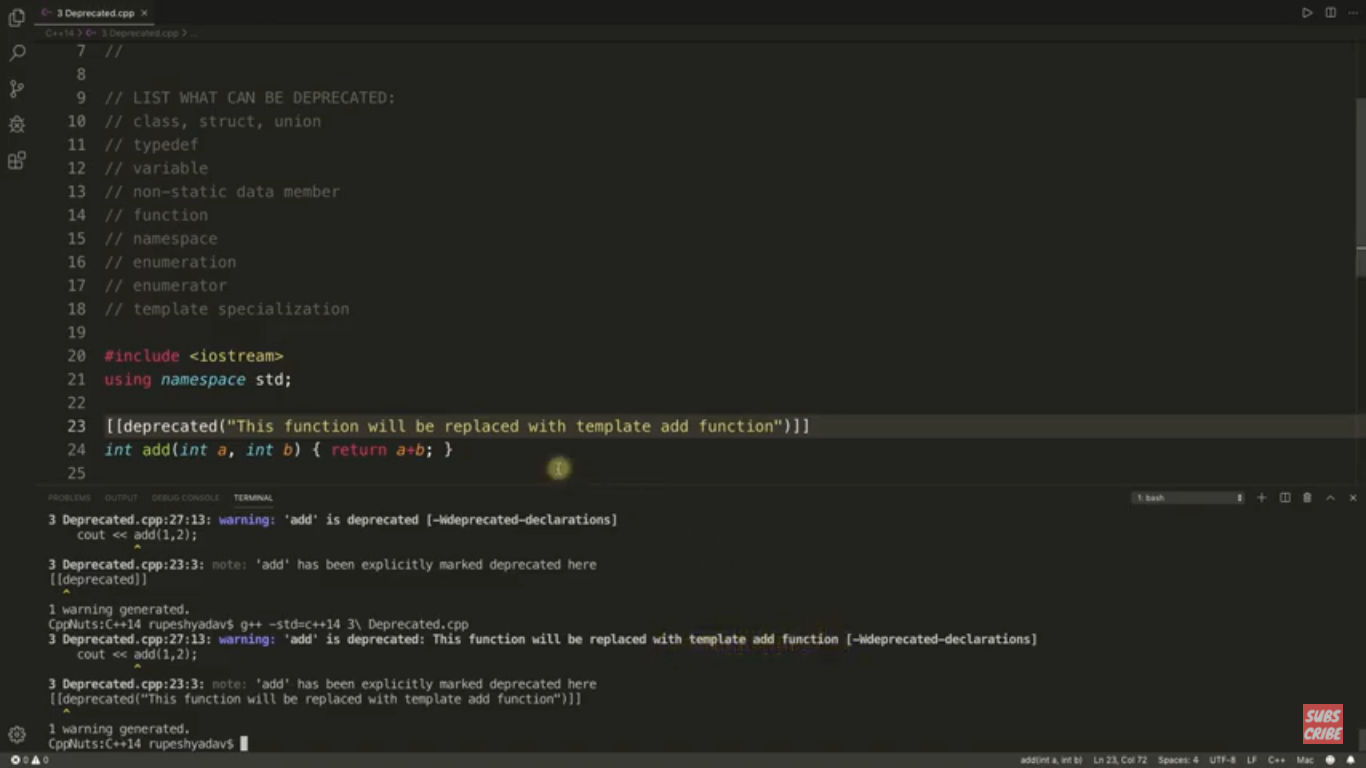 3 Deprecated.cpp ×
C++14 > 3 Deprecated.cpp > ...
7 //
8
9 // LIST WHAT CAN BE DEPRECATED:
10 // class, struct, union
11 // typedef
12 // variable
13 // non-static data member
14 // function
15 // namespace
16 // enumeration
17 // enumerator
18 // template specialization
19
20 #include <iostream>
21 using namespace std;
22
23 [[deprecated("This function will be replaced with template add function")]]
24 int add(int a, int b) { return a+b; }
25
PROBLEMS OUTPUT DEBUG CONSOLE TERMINAL 1: bash
3 Deprecated.cpp:27:13: warning: 'add' is deprecated [-Wdeprecated-declarations]
cout << add(1,2);
^
3 Deprecated.cpp:23:3: note: 'add' has been explicitly marked deprecated here
[[deprecated]]
^
1 warning generated.
CppNuts:C++14 rupeshyadav$ g++ -std=c++14 3\ Deprecated.cpp
3 Deprecated.cpp:27:13: warning: 'add' is deprecated: This function will be replaced with template add function [-Wdeprecated-declarations]
cout << add(1,2);
^
3 Deprecated.cpp:23:3: note: 'add' has been explicitly marked deprecated here
[[deprecated("This function will be replaced with template add function")]]
^
1 warning generated.
CppNuts:C++14 rupeshyadav$
SUBS
CRIBE
0 0 add(int a, int b) Ln 23, Col 72 Spaces: 4 UTF-8 LF C++ Mac